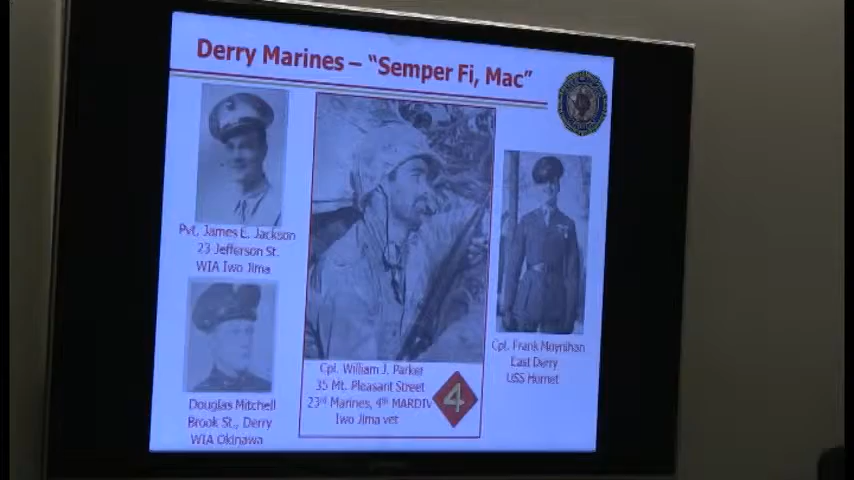 Derry Marines – "Semper Fi, Mac"
Pvt. James E. Jackson
23 Jefferson St.
WIA Iwo Jima
Douglas Mitchell
Brook St., Derry
WIA Okinawa
Cpl. William J. Parker
35 Mt. Pleasant Street
23rd Marines, 4th MARDIV
Iwo Jima vet
4
Cpl. Frank Moynihan
East Derry
USS Hornet